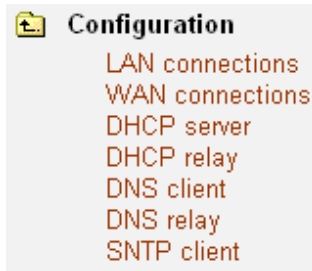 Configuration
LAN connections
WAN connections
DHCP server
DHCP relay
DNS client
DNS relay
SNTP client